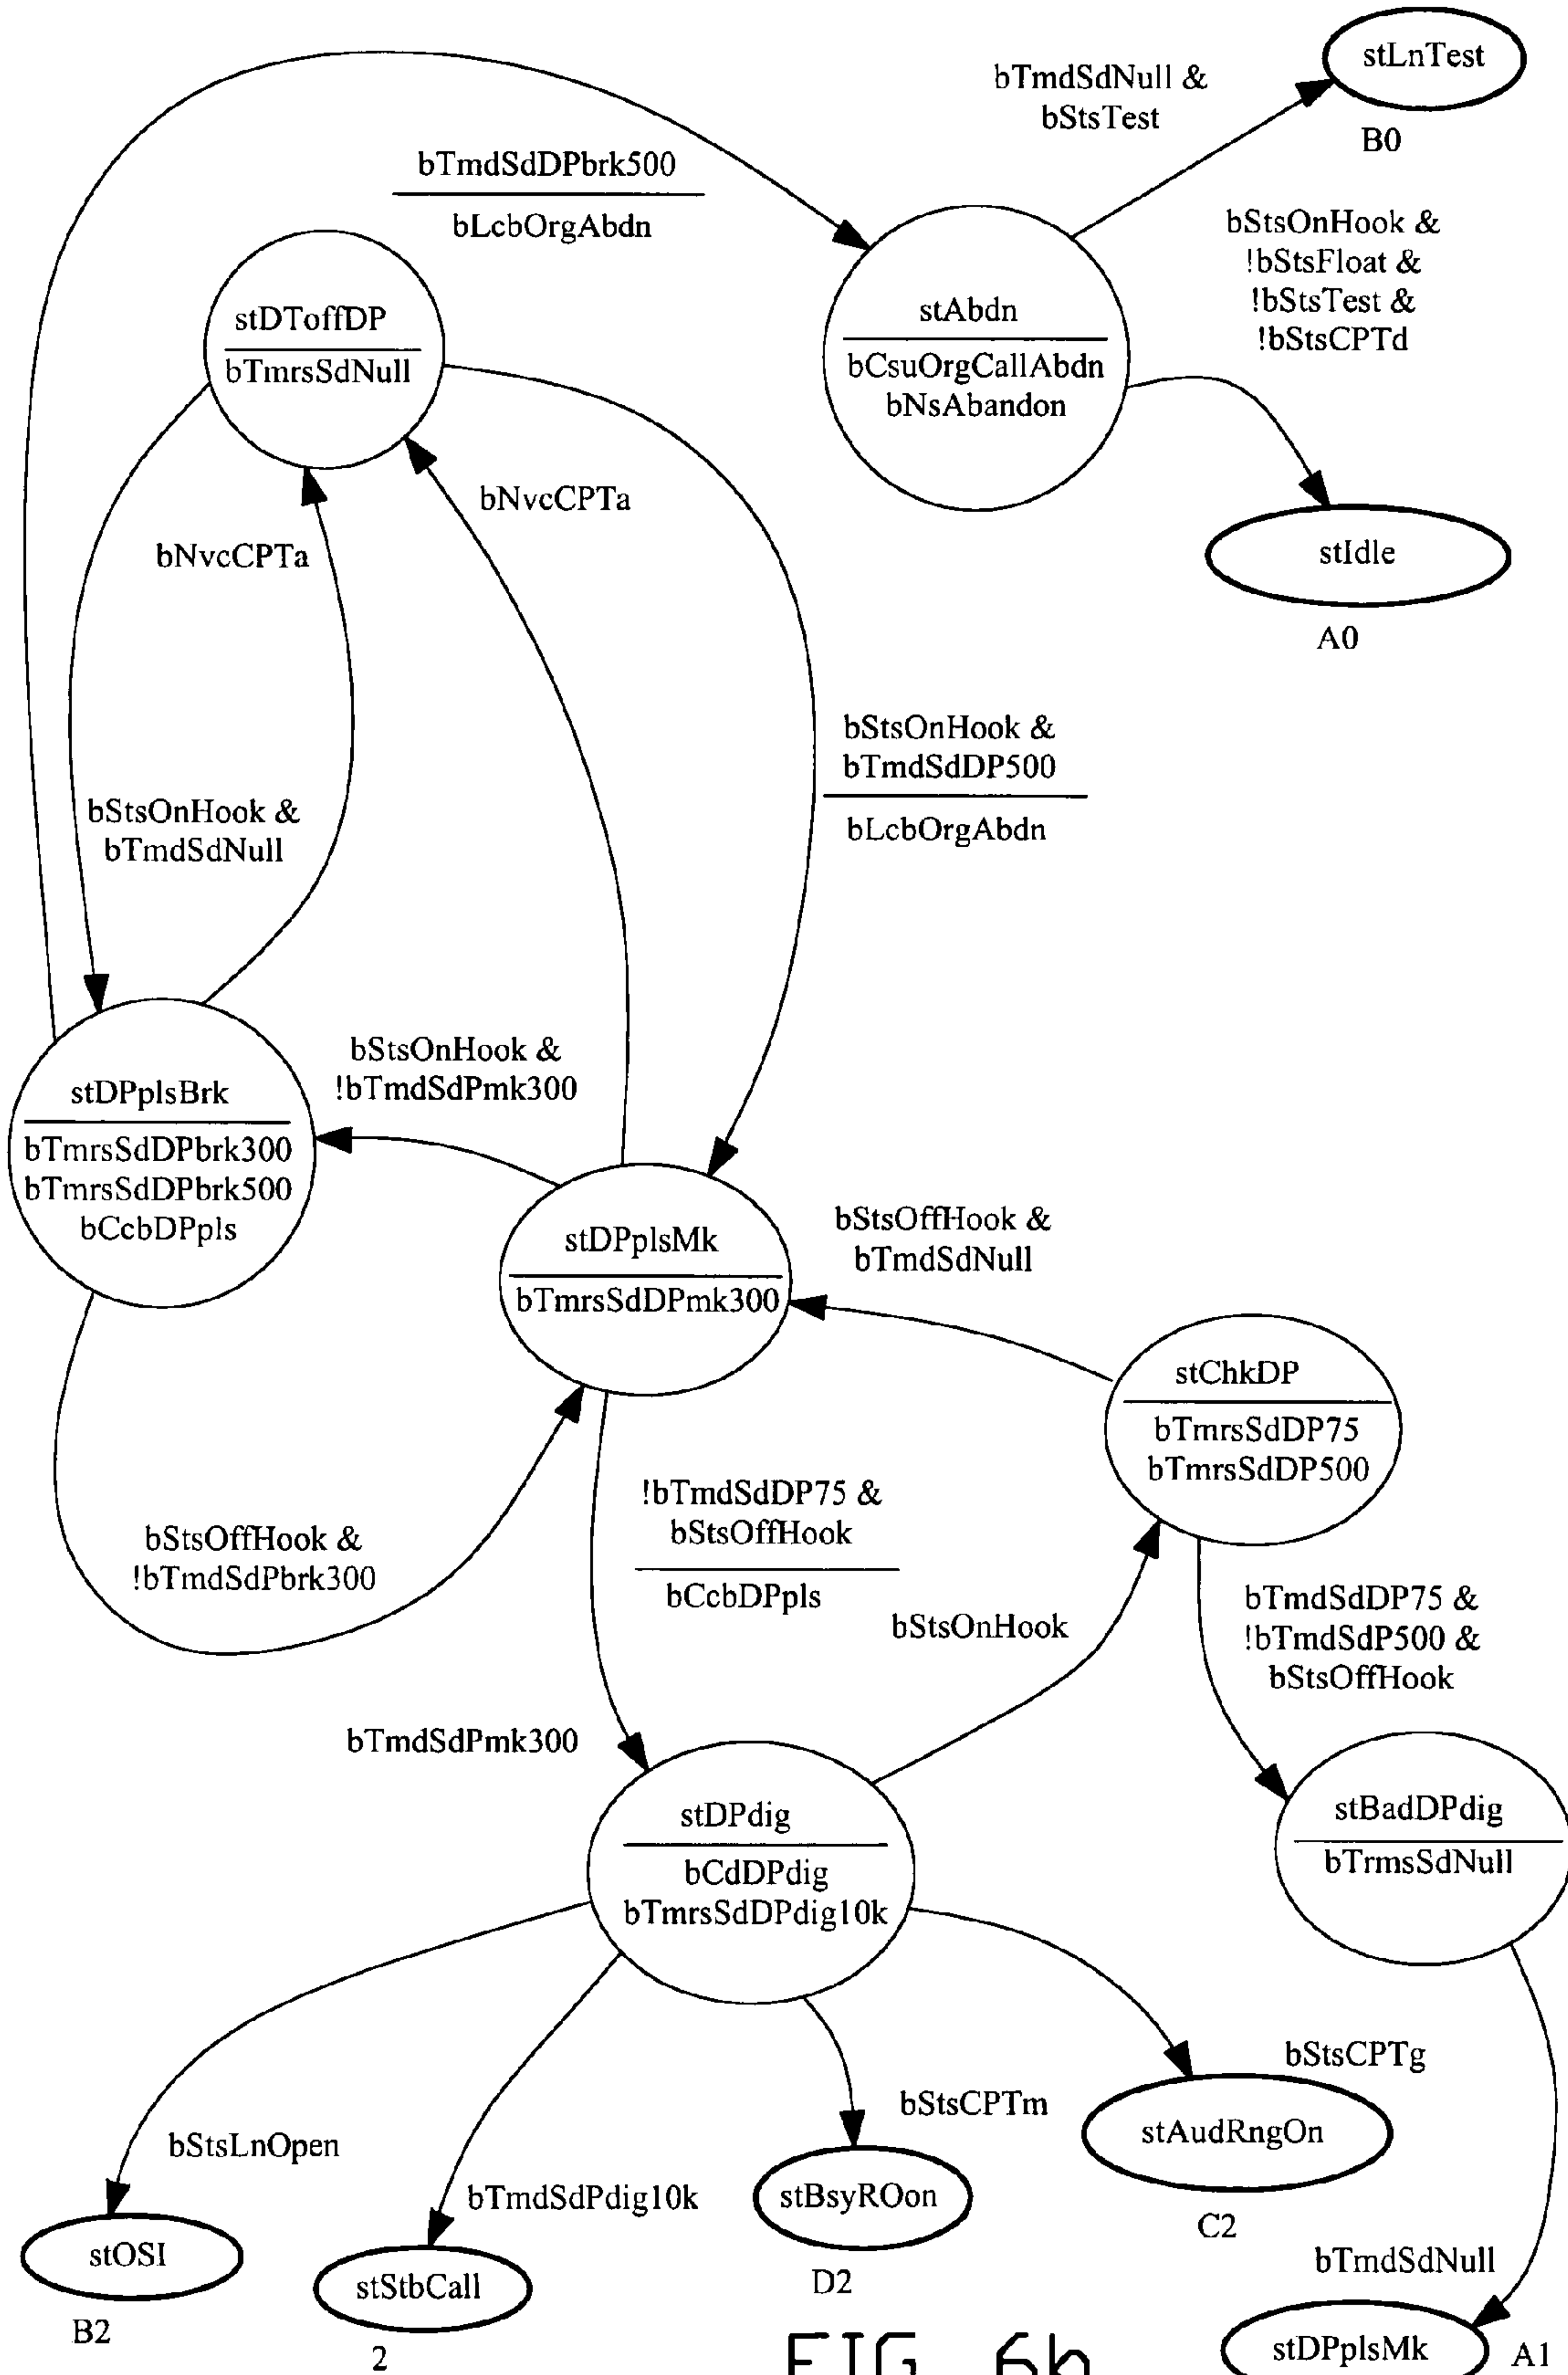 stLnTest
bTmdSdNull &
bStsTest
B0
bTmdSdDPbrk500
bLcbOrgAbdn
bStsOnHook &
!bStsFloat &
!bStsTest &
!bStsCPTd
stDToffDP
bTmrsSdNull
stAbdn
bCsuOrgCallAbdn
bNsAbandon
bNvcCPTa
bNvcCPTa
stIdle
A0
bStsOnHook &
bTmdSdDP500
bLcbOrgAbdn
bStsOnHook &
bTmdSdNull
bStsOnHook &
!bTmdSdPmk300
stDPplsBrk
bTmrsSdDPbrk300
bTmrsSdDPbrk500
bCcbDPpls
stDPplsMk
bTmrsSdDPmk300
bStsOffHook &
bTmdSdNull
stChkDP
bTmrsSdDP75
bTmrsSdDP500
!bTmdSdDP75 &
bStsOffHook
bCcbDPpls
bStsOffHook &
!bTmdSdPbrk300
bStsOnHook
bTmdSdDP75 &
!bTmdSdP500 &
bStsOffHook
bTmdSdPmk300
stDPdig
bCdDPdig
bTmrsSdDPdig10k
stBadDPdig
bTrmsSdNull
bStsLnOpen
bTmdSdPdig10k
bStsCPTm
bStsCPTg
stAudRngOn
C2
stBsyROon
D2
stOSI
B2
stStbCall
2
bTmdSdNull
stDPplsMk
A1
FIG. 6b